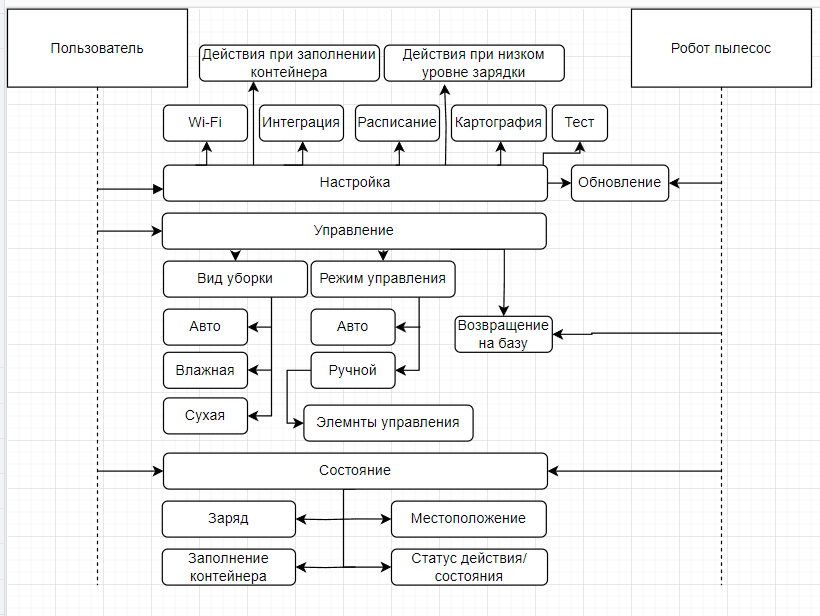 Пользователь
Робот пылесос
Действия при заполнении
контейнера
Действия при низком
уровне зарядки
Wi-Fi
Интеграция
Расписание
Картография
Тест
Настройка
Обновление
Управление
Вид уборки
Режим управления
Авто
Авто
Возвращение
на базу
Влажная
Ручной
Сухая
Элемнты управления
Состояние
Заряд
Местоположение
Заполнение
контейнера
Статус действия/
состояния